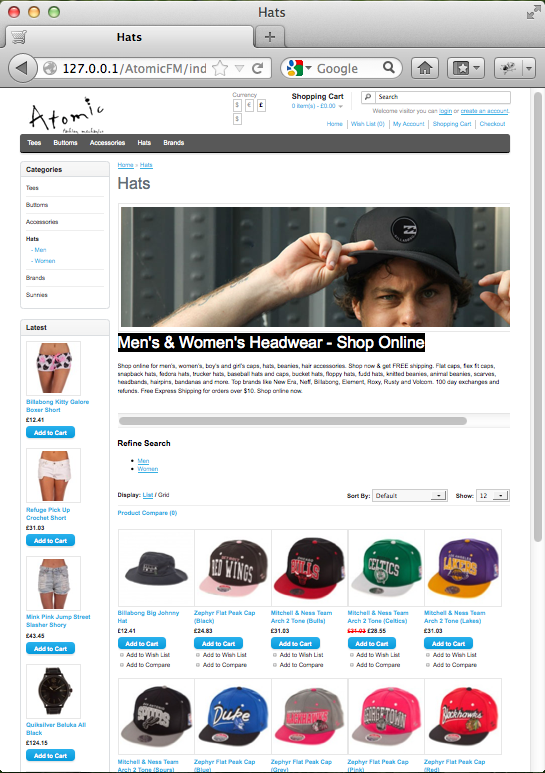 Hats
Hats
127.0.0.1/AtomicFM/ind
Google
Atomic
Currency
$ € £
$
Shopping Cart
0 item(s) - £0.00
Search
Welcome visitor you can login or create an account.
Home Wish List (0) My Account Shopping Cart Checkout
Tees Buttoms Accessories Hats Brands
Categories
Tees
Buttoms
Accessories
Hats
- Men
- Women
Brands
Sunnies
Latest
Billabong Kitty Galore
Boxer Short
£12.41
Add to Cart
Refuge Pick Up
Crochet Short
£31.03
Add to Cart
Mink Pink Jump Street
Slasher Shory
£43.45
Add to Cart
Quiksilver Beluka All
Black
£124.15
Add to Cart
Home » Hats
Hats
Men's & Women's Headwear - Shop Online
Shop online for men's, women's, boy's and girl's caps, hats, beanies, hair accessories. Shop now & get FREE shipping. Flat caps, flex fit caps,
snapback hats, fedora hats, trucker hats, baseball hats and caps, bucket hats, floppy hats, fudd hats, knitted beanies, animal beanies, scarves,
headbands, hairpins, bandanas and more. Top brands like New Era, Neff, Billabong, Element, Roxy, Rusty and Volcom. 100 day exchanges and
refunds. Free Express Shipping for orders over $10. Shop online now.
Refine Search
Men
Women
Display: List / Grid
Sort By: Default
Show: 12
Product Compare (0)
RED WINGS
BULLS
CELTICS
LAKERS
Billabong Big Johnny
Hat
£12.41
Add to Cart
Add to Wish List
Add to Compare
Zephyr Flat Peak Cap
(Black)
£24.83
Add to Cart
Add to Wish List
Add to Compare
Mitchell & Ness Team
Arch 2 Tone (Bulls)
£31.03
Add to Cart
Add to Wish List
Add to Compare
Mitchell & Ness Team
Arch 2 Tone (Celtics)
£31.03 £28.55
Add to Cart
Add to Wish List
Add to Compare
Mitchell & Ness Team
Arch 2 Tone (Lakes)
£31.03
Add to Cart
Add to Wish List
Add to Compare
SPURS
Duke
BLACKHAWKS
GEORGETOWN
Blackhawks
Mitchell & Ness Team
Arch 2 Tone (Spurs)
Zephyr Flat Peak Cap
(Blue)
Zephyr Flat Peak Cap
(Grey)
Zephyr Flat Peak Cap
(Pink)
Zephyr Flat Peak Cap
(Red)